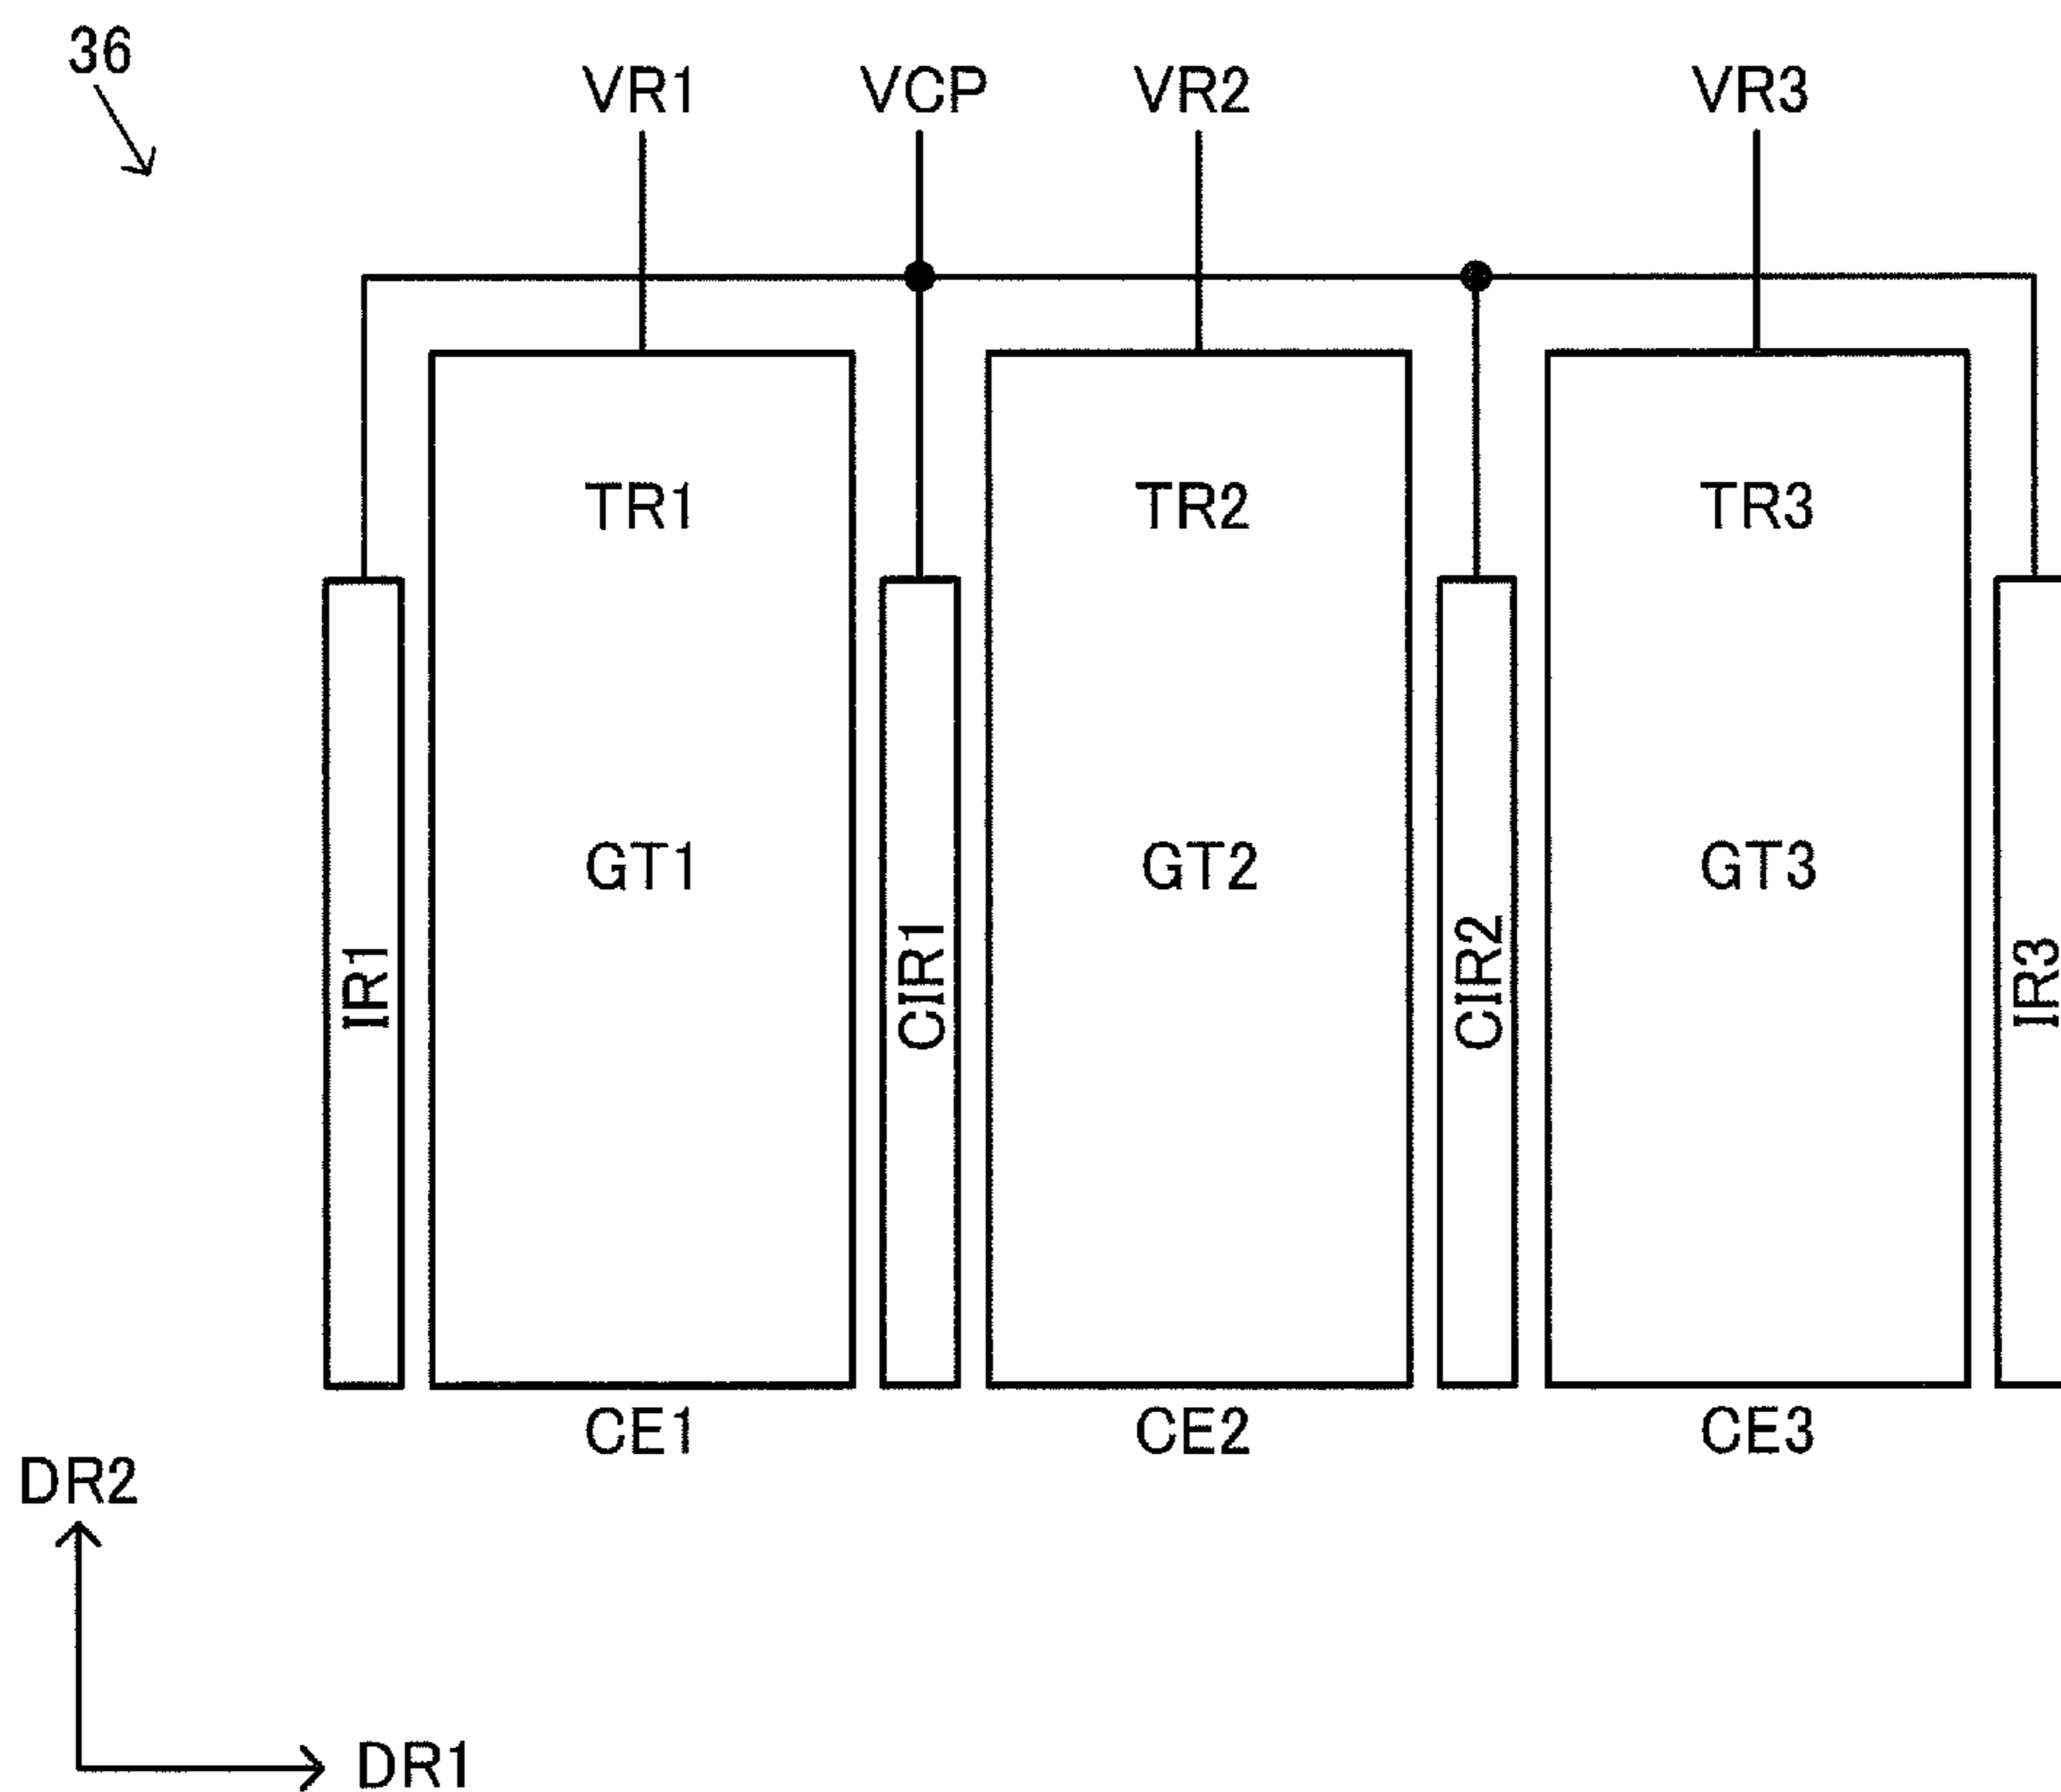 36
VR1 VCP VR2 VR3
TR1 TR2 TR3
GT1 GT2 GT3
IR1 CIR1 CIR2 IR3
CE1 CE2 CE3
DR2
DR1